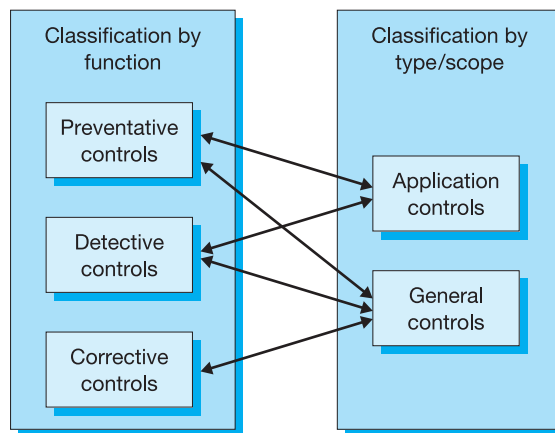 Classification by
function
Preventative
controls
Detective
controls
Corrective
controls
Classification by
type/scope
Application
controls
General
controls